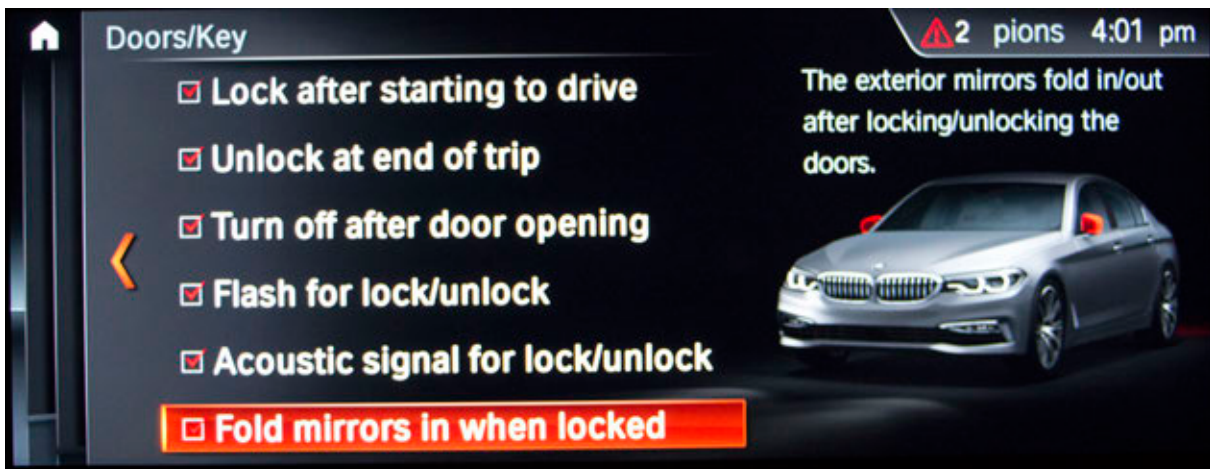 Doors/Key
2 pions 4:01 pm
Lock after starting to drive
Unlock at end of trip
Turn off after door opening
Flash for lock/unlock
Acoustic signal for lock/unlock
Fold mirrors in when locked
The exterior mirrors fold in/out
after locking/unlocking the
doors.